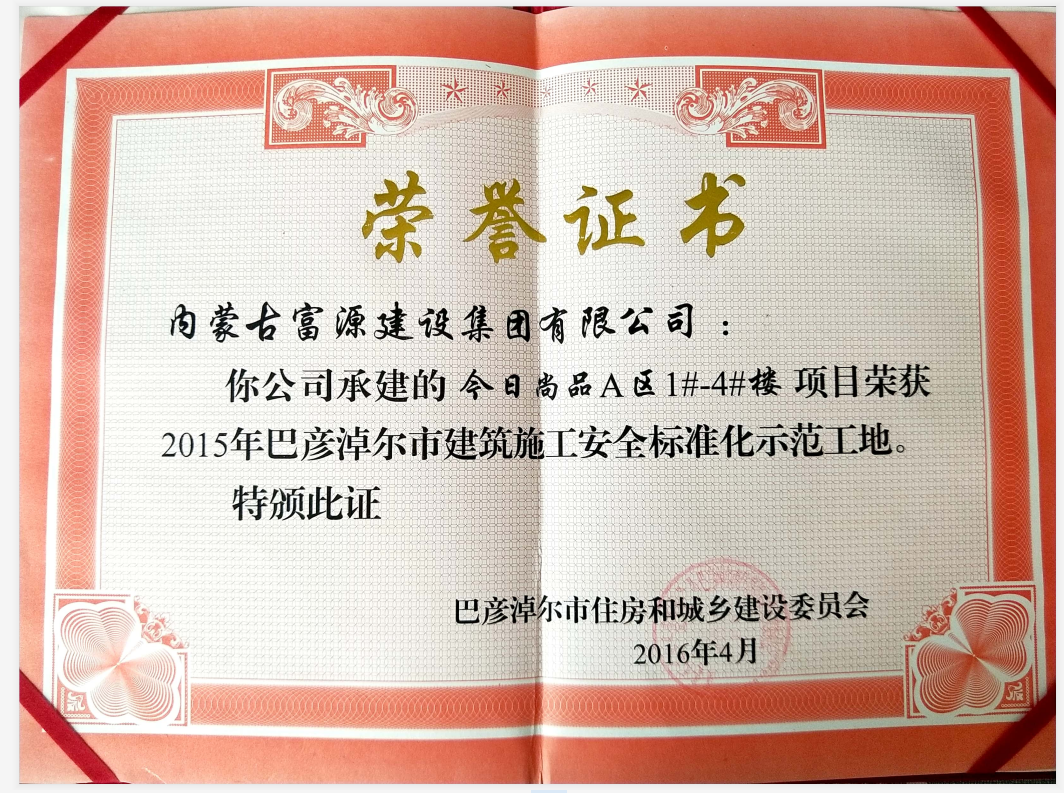 荣誉证书
内蒙古富源建设集团有限公司：
你公司承建的 今日尚品A区1#-4#楼 项目荣获
2015年巴彦淖尔市建筑施工安全标准化示范工地。
特颁此证
巴彦淖尔市住房和城乡建设委员会
2016年4月